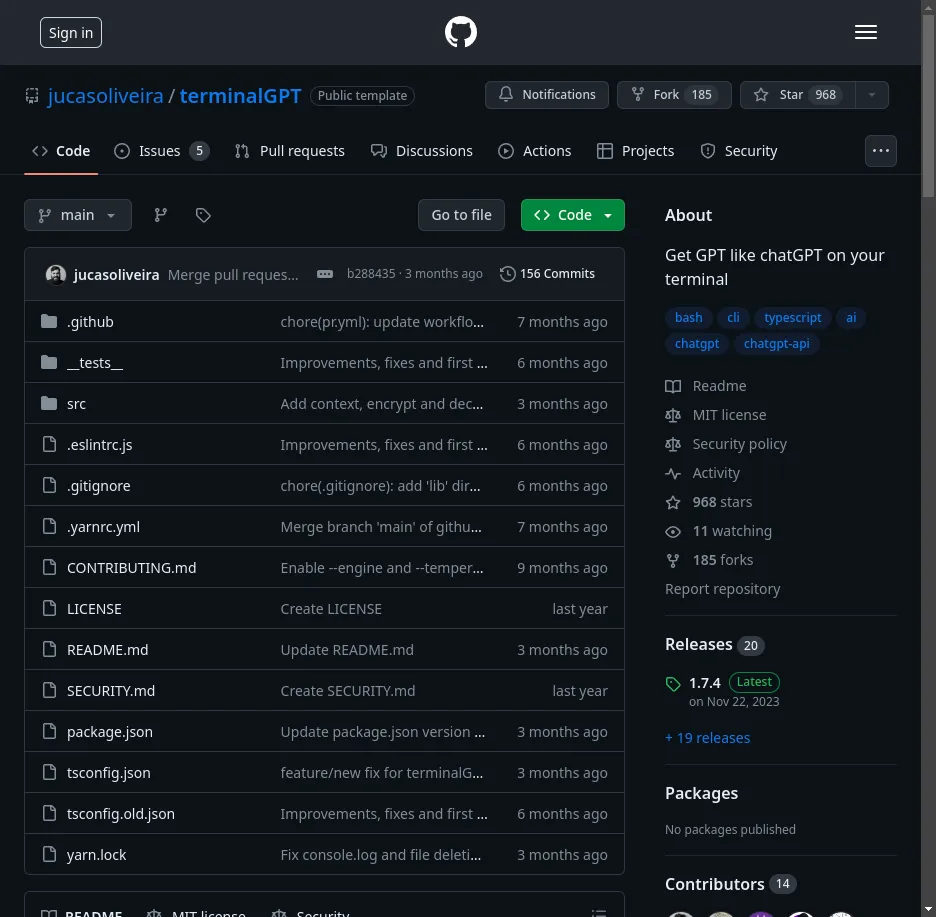 Sign in
jucasoliveira / terminalGPT Public template
Notifications
Fork 185
Star 968
Code
Issues 5
Pull requests
Discussions
Actions
Projects
Security
main
Go to file
Code
jucasoliveira Merge pull reques... b288435 · 3 months ago 156 Commits
.github chore(pr.yml): update workflo... 7 months ago
__tests__ Improvements, fixes and first ... 6 months ago
src Add context, encrypt and dec... 3 months ago
.eslintrc.js Improvements, fixes and first ... 6 months ago
.gitignore chore(.gitignore): add 'lib' dir... 6 months ago
.yarnrc.yml Merge branch 'main' of githu... 7 months ago
CONTRIBUTING.md Enable --engine and --temper... 9 months ago
LICENSE Create LICENSE last year
README.md Update README.md 3 months ago
SECURITY.md Create SECURITY.md last year
package.json Update package.json version ... 3 months ago
tsconfig.json feature/new fix for terminalG... 3 months ago
tsconfig.old.json Improvements, fixes and first ... 6 months ago
yarn.lock Fix console.log and file deleti... 3 months ago
README MIT license Security
About
Get GPT like chatGPT on your
terminal
bash cli typescript ai
chatgpt chatgpt-api
Readme
MIT license
Security policy
Activity
968 stars
11 watching
185 forks
Report repository
Releases 20
1.7.4 Latest
on Nov 22, 2023
+ 19 releases
Packages
No packages published
Contributors 14